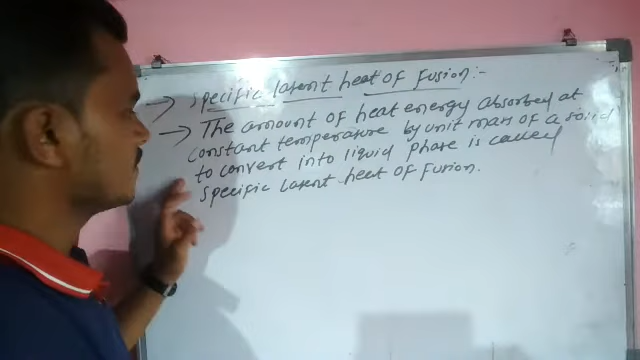 → Specific latent heat of fusion:-
→ The amount of heat energy absorbed at
constant temperature by unit mass of a solid
to convert into liquid phase is called
specific latent heat of fusion.